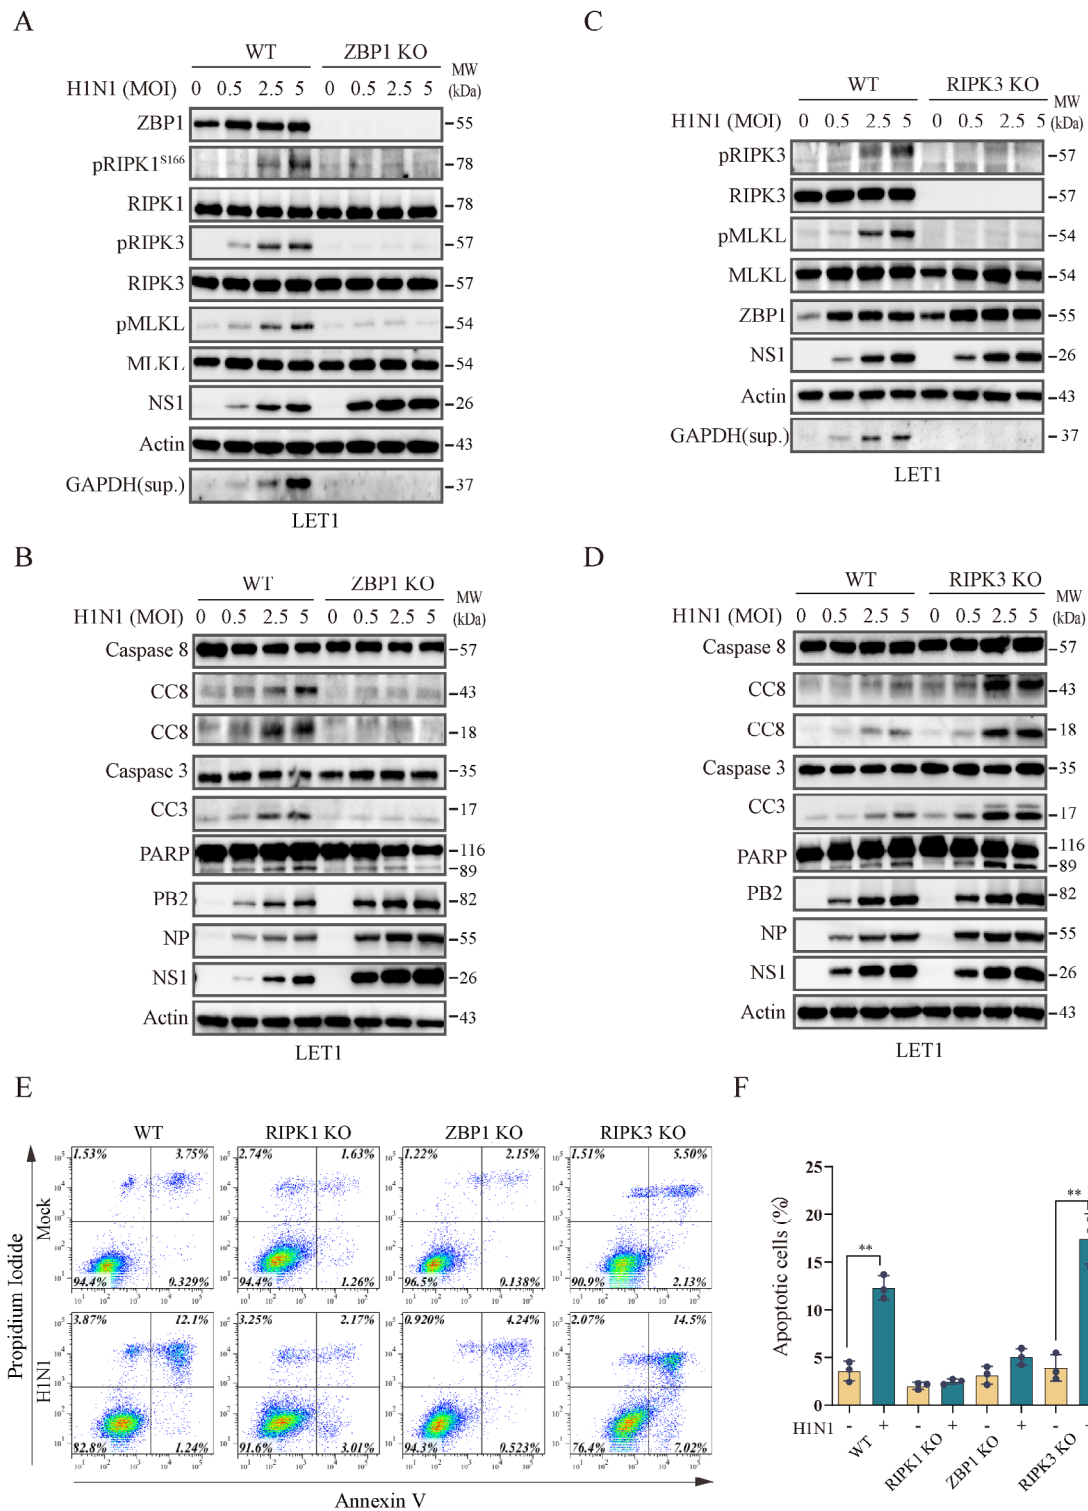 A
WT ZBP1 KO
MW
(kDa)
H1N1 (MOI) 0 0.5 2.5 5 0 0.5 2.5 5
ZBP1 55
pRIPK1S166 78
RIPK1 78
pRIPK3 57
RIPK3 57
pMLKL 54
MLKL 54
NS1 26
Actin 43
GAPDH(sup.) 37
LET1
C
WT RIPK3 KO
MW
(kDa)
H1N1 (MOI) 0 0.5 2.5 5 0 0.5 2.5 5
pRIPK3 57
RIPK3 57
pMLKL 54
MLKL 54
ZBP1 55
NS1 26
Actin 43
GAPDH(sup.) 37
LET1
B
WT ZBP1 KO
MW
(kDa)
H1N1 (MOI) 0 0.5 2.5 5 0 0.5 2.5 5
Caspase 8 57
CC8 43
CC8 18
Caspase 3 35
CC3 17
PARP 116
89
PB2 82
NP 55
NS1 26
Actin 43
LET1
D
WT RIPK3 KO
MW
(kDa)
H1N1 (MOI) 0 0.5 2.5 5 0 0.5 2.5 5
Caspase 8 57
CC8 43
CC8 18
Caspase 3 35
CC3 17
PARP 116
89
PB2 82
NP 55
NS1 26
Actin 43
LET1
E
WT RIPK1 KO ZBP1 KO RIPK3 KO
Mock
1.53% 3.75% 2.74% 1.63% 1.22% 2.15% 1.51% 5.50%
94.4% 0.329% 94.4% 1.26% 96.5% 0.138% 90.9% 2.13%
H1N1
3.87% 12.1% 3.25% 2.17% 0.920% 4.24% 2.07% 14.5%
82.8% 1.24% 91.6% 3.01% 94.3% 0.523% 76.4% 7.02%
Propidium Iodide
Annexin V
F
Apoptotic cells (%)
25
20
15
10
5
0
** **
H1N1 - + - + - + -
WT RIPK1 KO ZBP1 KO RIPK3 KO